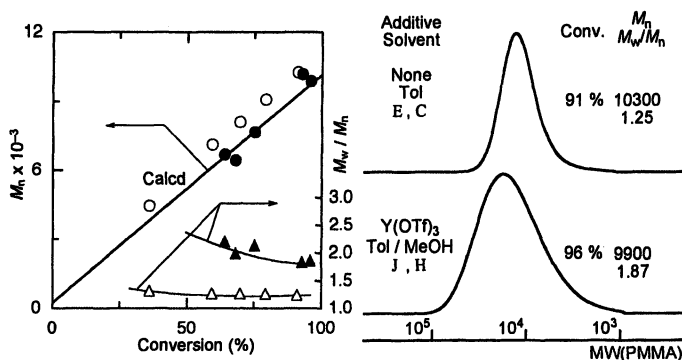 12
6
0
Mn x 10–3
Calcd
3.0
2.5
2.0
1.5
1.0
Mw / Mn
0
50
75
100
Conversion (%)
Additive
Solvent
Conv.
Mn
Mw/Mn
None
Tol
E , C
91 % 10300
1.25
Y(OTf)3
Tol / MeOH
J , H
96 % 9900
1.87
105
104
103
MW(PMMA)